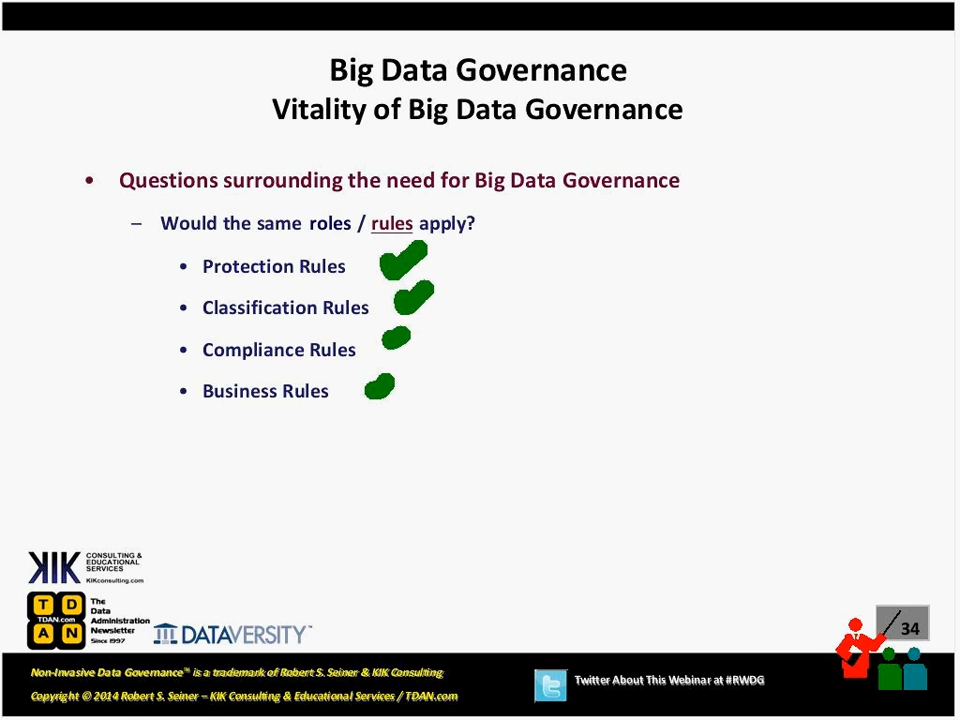 Big Data Governance
Vitality of Big Data Governance
• Questions surrounding the need for Big Data Governance
– Would the same roles / rules apply?
• Protection Rules
• Classification Rules
• Compliance Rules
• Business Rules
KIK CONSULTING &
EDUCATIONAL
SERVICES
KIKconsulting.com
T D
TDAN.com
A N
The
Data
Administration
Newsletter
Since 1997
DATAVERSITY™
34
Non-Invasive Data Governance™ is a trademark of Robert S. Seiner & KIK Consulting
Copyright © 2014 Robert S. Seiner – KIK Consulting & Educational Services / TDAN.com
Twitter About This Webinar at #RWDG